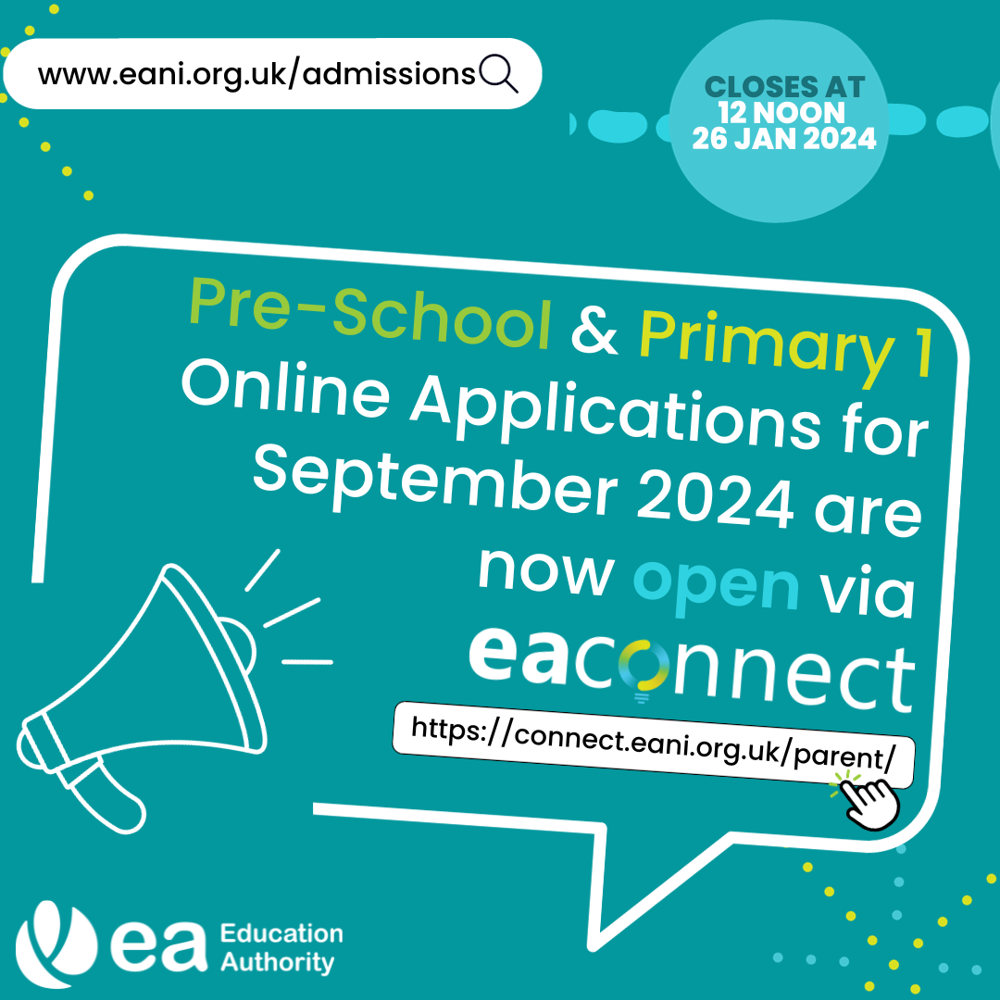 www.eani.org.uk/admissions
CLOSES AT
12 NOON
26 JAN 2024
Pre-School & Primary 1
Online Applications for
September 2024 are
now open via
eaconnect
https://connect.eani.org.uk/parent/
ea Education
Authority